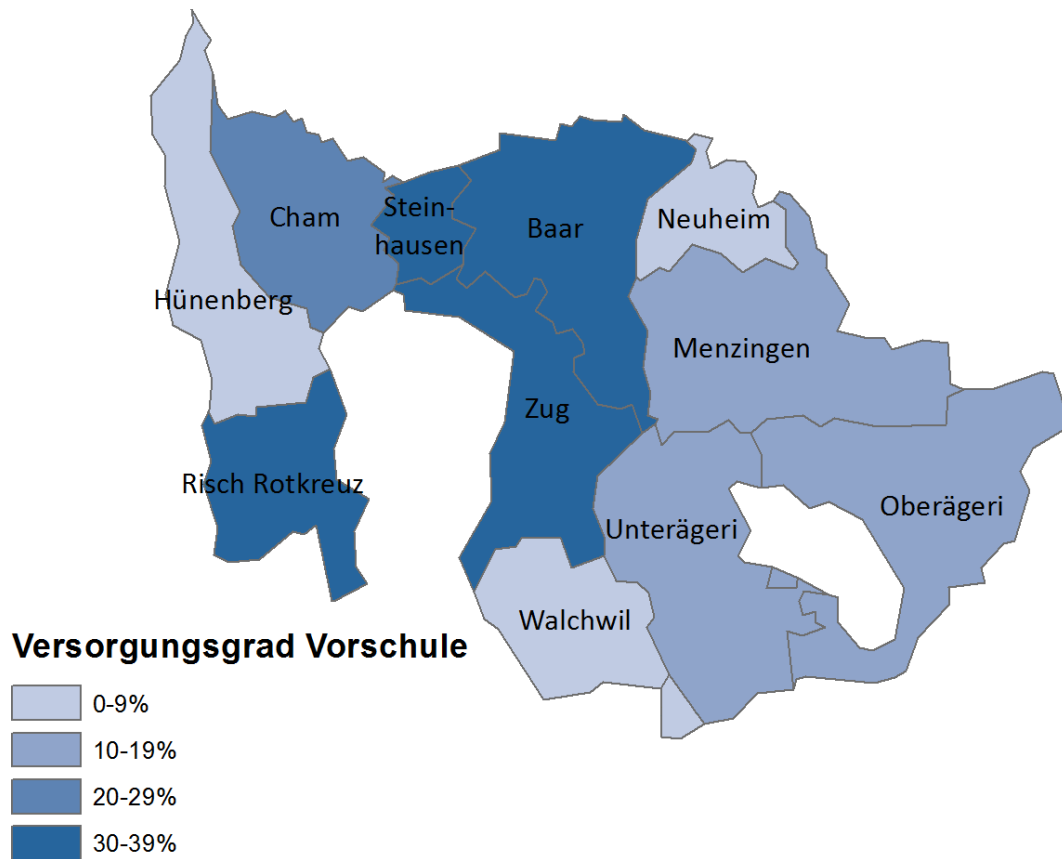 Cham
Stein-
hausen
Baar
Neuheim
Hünenberg
Menzingen
Zug
Risch Rotkreuz
Oberägeri
Unterägeri
Walchwil
Versorgungsgrad Vorschule
0-9%
10-19%
20-29%
30-39%